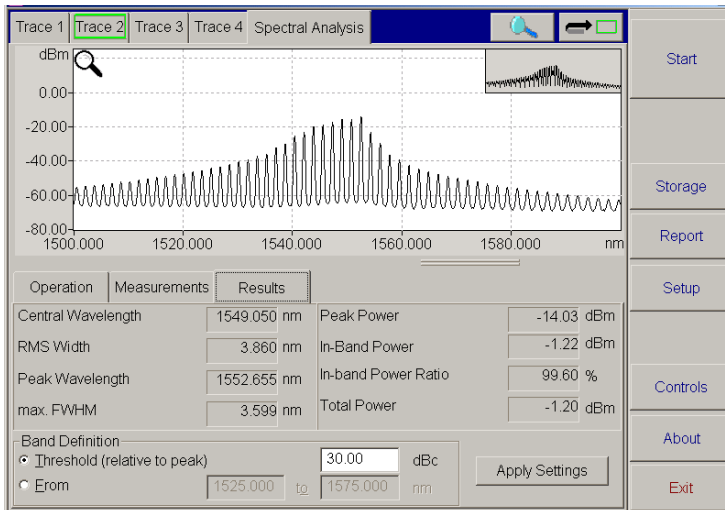 Trace 1 Trace 2 Trace 3 Trace 4 Spectral Analysis
Start
Storage
Report
Setup
Controls
About
Exit
dBm
0.00
-20.00
-40.00
-60.00
-80.00
1500.000 1520.000 1540.000 1560.000 1580.000 nm
Operation Measurements Results
Central Wavelength 1549.050 nm Peak Power -14.03 dBm
RMS Width 3.860 nm In-Band Power -1.22 dBm
Peak Wavelength 1552.655 nm In-band Power Ratio 99.60 %
max. FWHM 3.599 nm Total Power -1.20 dBm
Band Definition
Threshold (relative to peak) 30.00 dBc
From 1525.000 to 1575.000 nm
Apply Settings